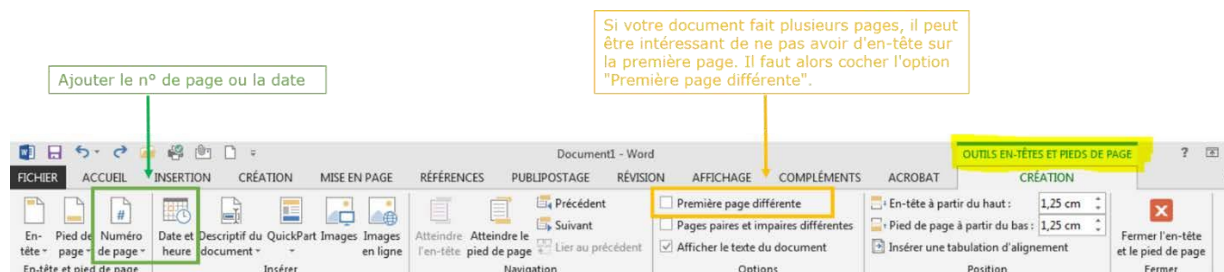 Si votre document fait plusieurs pages, il peut
être intéressant de ne pas avoir d'en-tête sur
la première page. Il faut alors cocher l'option
"Première page différente".
Ajouter le n° de page ou la date
Document1 - Word
OUTILS EN-TÊTES ET PIEDS DE PAGE
?
FICHIER ACCUEIL INSERTION CRÉATION MISE EN PAGE RÉFÉRENCES PUBLIPOSTAGE RÉVISION AFFICHAGE COMPLÉMENTS ACROBAT CRÉATION
En-
tête
Pied de
page
#
Numéro
de page
En-tête et pied de page
Date et
heure
Descriptif du
document
QuickPart
Images
Images
en ligne
Insérer
Atteindre
l'en-tête
Atteindre le
pied de page
Précédent
Suivant
Lier au précédent
Navigation
Première page différente
Pages paires et impaires différentes
Afficher le texte du document
Options
En-tête à partir du haut : 1,25 cm
Pied de page à partir du bas : 1,25 cm
Insérer une tabulation d'alignement
Position
Fermer l'en-tête
et le pied de page
Fermer